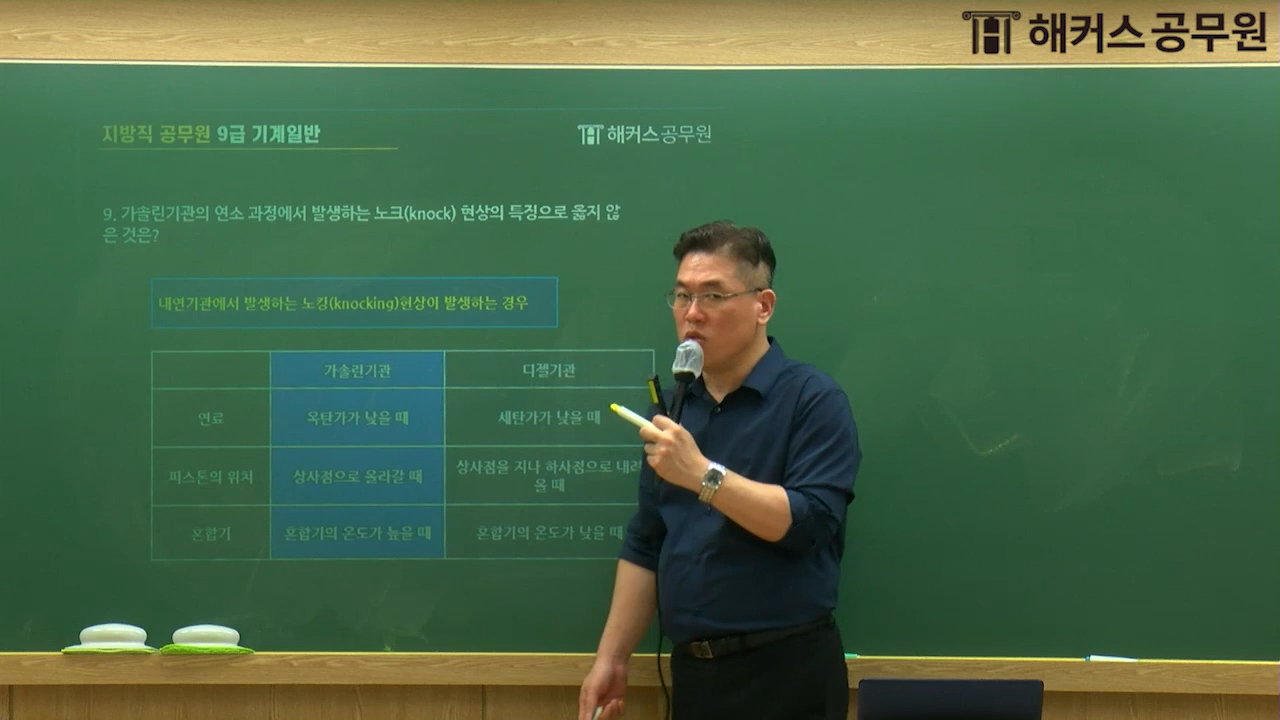 해커스공무원
지방직 공무원 9급 기계일반
해커스공무원
9. 가솔린기관의 연소 과정에서 발생하는 노크(knock) 현상의 특징으로 옳지 않
은 것은?
내연기관에서 발생하는 노킹(knocking)현상이 발생하는 경우
가솔린기관 디젤기관
연료 옥탄가가 낮을 때 세탄가가 낮을 때
피스톤의 위치 상사점으로 올라갈 때 상사점을 지나 하사점으로 내려
올 때
혼합기 혼합기의 온도가 높을 때 혼합기의 온도가 낮을 때